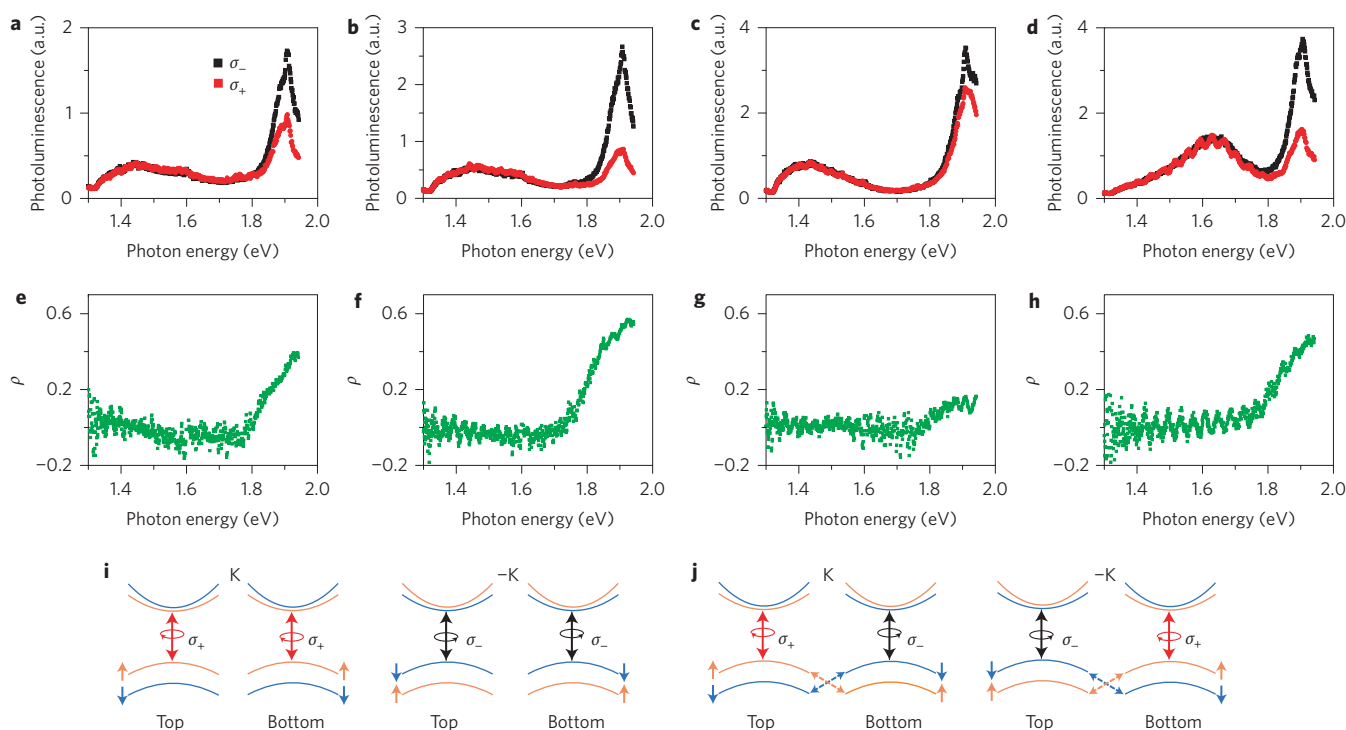 a
Photoluminescence (a.u.)
2
1
0
1.4 1.6 1.8 2.0
Photon energy (eV)
σ−
σ+
b
Photoluminescence (a.u.)
3
2
1
0
1.4 1.6 1.8 2.0
Photon energy (eV)
c
Photoluminescence (a.u.)
4
2
0
1.4 1.6 1.8 2.0
Photon energy (eV)
d
Photoluminescence (a.u.)
4
2
0
1.4 1.6 1.8 2.0
Photon energy (eV)
e
ρ
0.6
0.2
−0.2
1.4 1.6 1.8 2.0
Photon energy (eV)
f
ρ
0.6
0.2
−0.2
1.4 1.6 1.8 2.0
Photon energy (eV)
g
ρ
0.6
0.2
−0.2
1.4 1.6 1.8 2.0
Photon energy (eV)
h
ρ
0.6
0.2
−0.2
1.4 1.6 1.8 2.0
Photon energy (eV)
i
K −K
σ+ σ+ σ− σ−
Top Bottom Top Bottom
j
K −K
σ+ σ− σ− σ+
Top Bottom Top Bottom